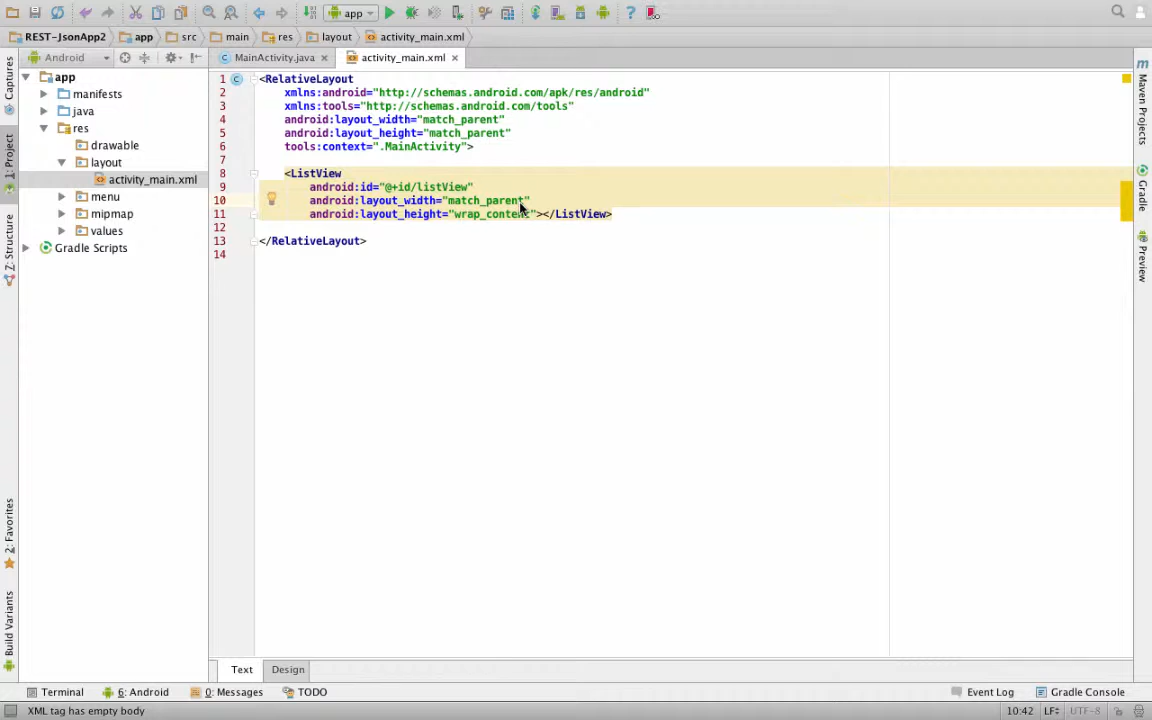 app
REST-JsonApp2 app src main res layout activity_main.xml
Android
MainActivity.java activity_main.xml
Captures
1: Project
Z: Structure
2: Favorites
Build Variants
app
manifests
java
res
drawable
layout
activity_main.xml
menu
mipmap
values
Gradle Scripts
1 <RelativeLayout
2 xmlns:android="http://schemas.android.com/apk/res/android"
3 xmlns:tools="http://schemas.android.com/tools"
4 android:layout_width="match_parent"
5 android:layout_height="match_parent"
6 tools:context=".MainActivity">
7
8 <ListView
9 android:id="@+id/listView"
10 android:layout_width="match_parent"
11 android:layout_height="wrap_content"></ListView>
12
13 </RelativeLayout>
14
Maven Projects
Gradle
Preview
Text Design
Terminal 6: Android 0: Messages TODO Event Log Gradle Console
XML tag has empty body 10:42 LF÷ UTF-8÷